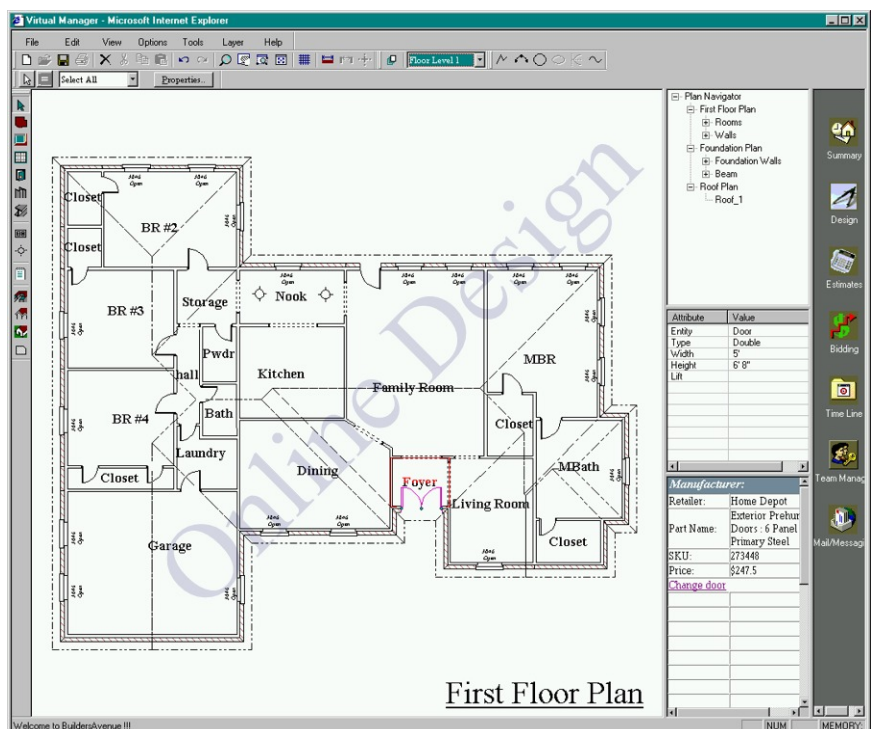 Virtual Manager - Microsoft Internet Explorer
File Edit View Options Tools Layer Help
Floor Level 1
Select All Properties..
Online Design
Closet
BR #2
Closet
BR #3
Storage
Nook
Pwdr
hall
Kitchen
Family Room
MBR
BR #4
Bath
Closet
Laundry
Dining
Foyer
MBath
Closet
Living Room
Garage
Closet
First Floor Plan
Plan Navigator
First Floor Plan
Rooms
Walls
Foundation Plan
Foundation Walls
Beam
Roof Plan
Roof_1
Attribute Value
Entity Door
Type Double
Width 5'
Height 6' 8"
Lift
Manufacturer:
Retailer: Home Depot
Part Name: Exterior Prehur
Doors : 6 Panel
Primary Steel
SKU: 273448
Price: $247.5
Change door
Summary
Design
Estimates
Bidding
Time Line
Team Manag
Mail/Messagi
Welcome to BuildersAvenue !!!
NUM MEMORY: